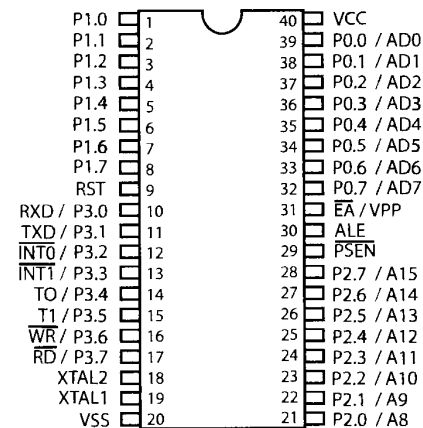 P1.0 1 40 VCC
P1.1 2 39 P0.0 / AD0
P1.2 3 38 P0.1 / AD1
P1.3 4 37 P0.2 / AD2
P1.4 5 36 P0.3 / AD3
P1.5 6 35 P0.4 / AD4
P1.6 7 34 P0.5 / AD5
P1.7 8 33 P0.6 / AD6
RST 9 32 P0.7 / AD7
RXD / P3.0 10 31 E̅A̅ / VPP
TXD / P3.1 11 30 ALE
I̅N̅T̅0̅ / P3.2 12 29 P̅S̅E̅N̅
I̅N̅T̅1̅ / P3.3 13 28 P2.7 / A15
TO / P3.4 14 27 P2.6 / A14
T1 / P3.5 15 26 P2.5 / A13
W̅R̅ / P3.6 16 25 P2.4 / A12
R̅D̅ / P3.7 17 24 P2.3 / A11
XTAL2 18 23 P2.2 / A10
XTAL1 19 22 P2.1 / A9
VSS 20 21 P2.0 / A8